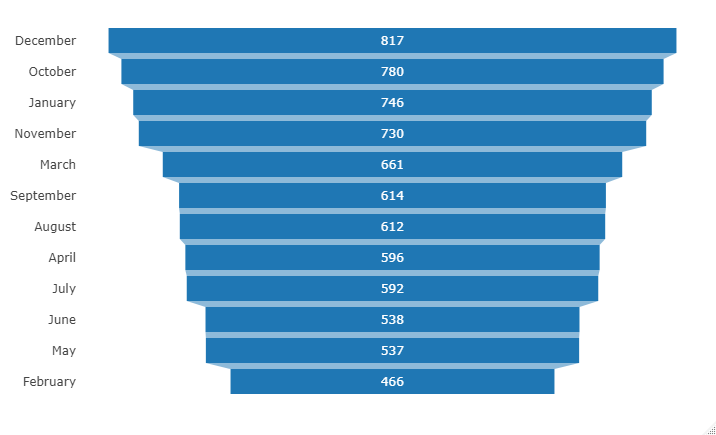 December 817
October 780
January 746
November 730
March 661
September 614
August 612
April 596
July 592
June 538
May 537
February 466